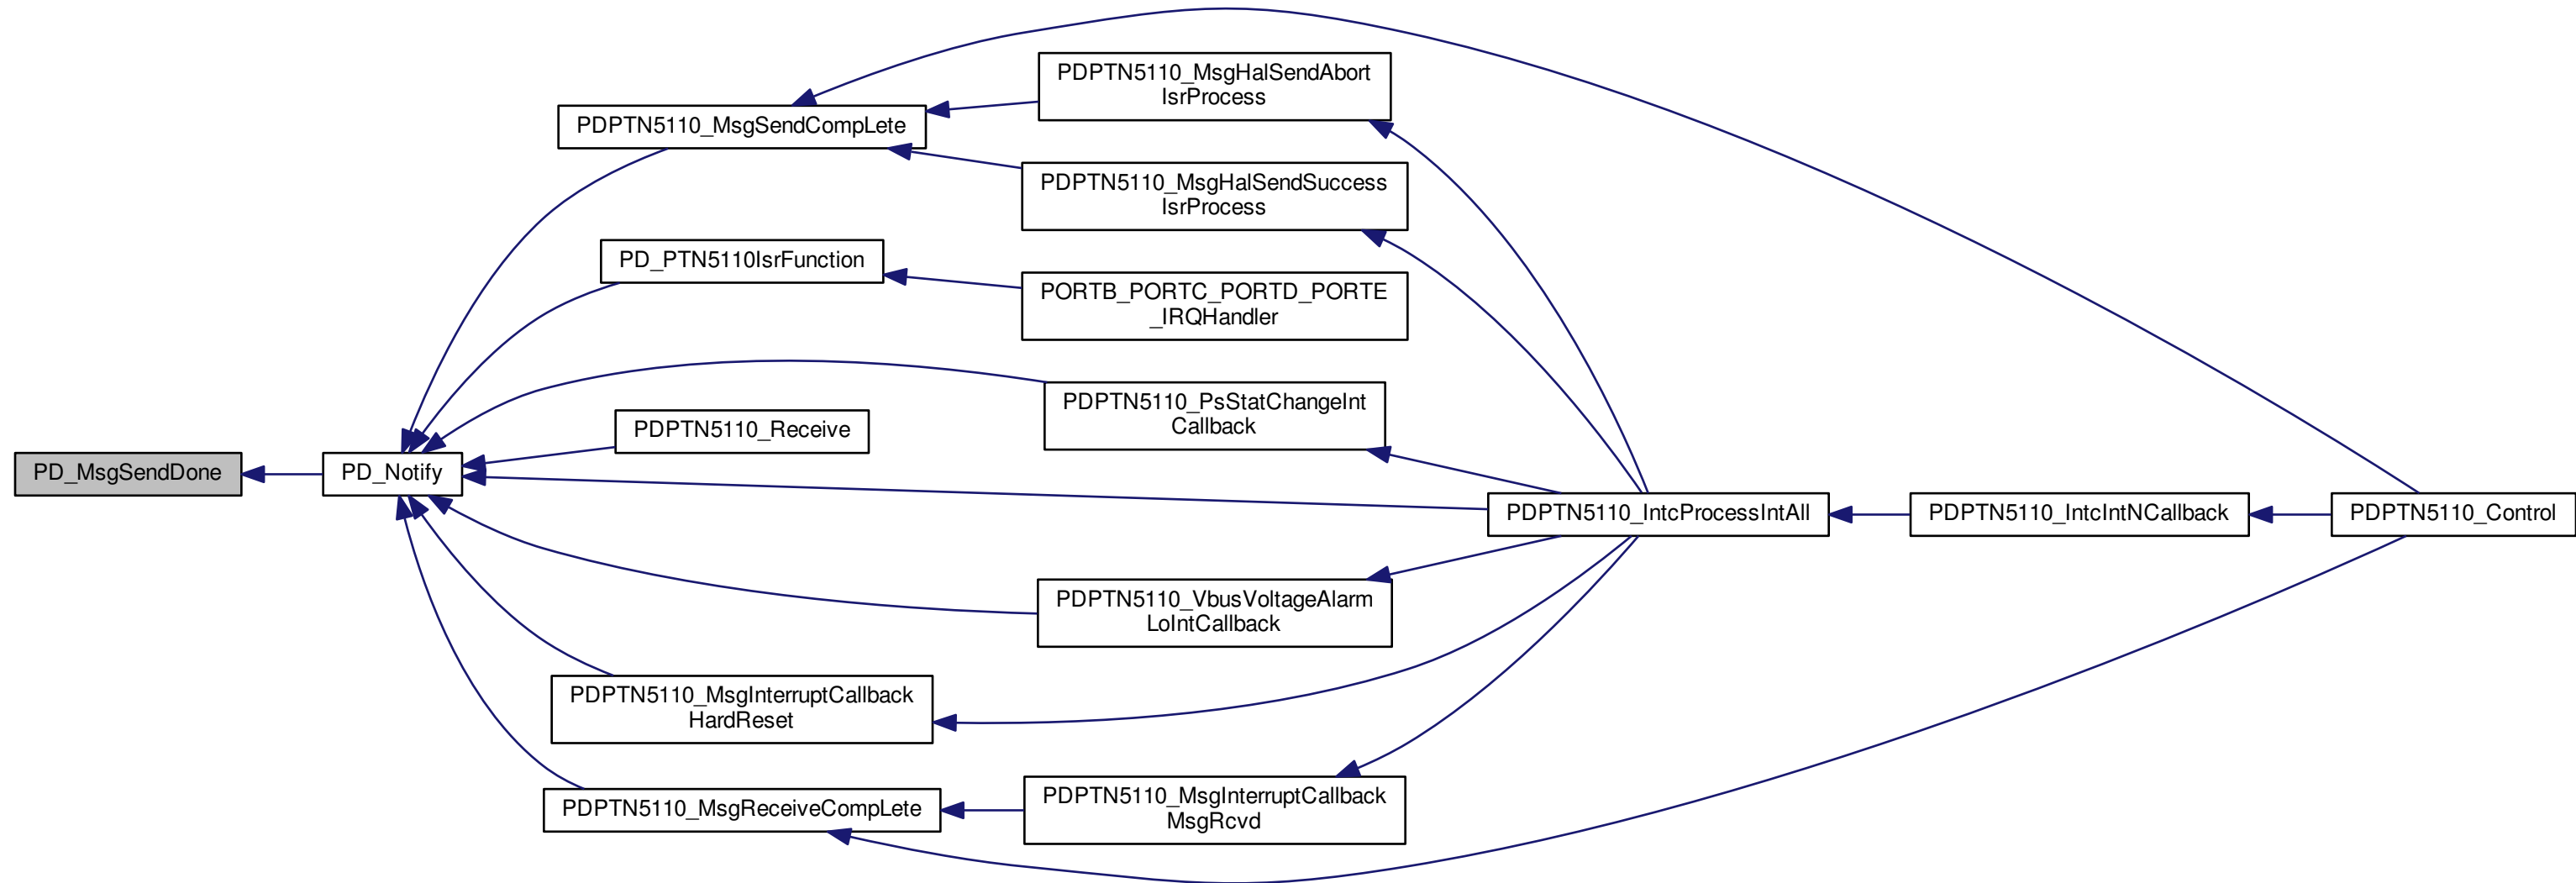 PDPTN5110_MsgHalSendAbort
IsrProcess
PDPTN5110_MsgSendCompLete
PDPTN5110_MsgHalSendSuccess
IsrProcess
PD_PTN5110IsrFunction
PORTB_PORTC_PORTD_PORTE
_IRQHandler
PDPTN5110_PsStatChangeInt
Callback
PDPTN5110_Receive
PD_MsgSendDone
PD_Notify
PDPTN5110_IntcProcessIntAll
PDPTN5110_IntcIntNCallback
PDPTN5110_Control
PDPTN5110_VbusVoltageAlarm
LoIntCallback
PDPTN5110_MsgInterruptCallback
HardReset
PDPTN5110_MsgReceiveCompLete
PDPTN5110_MsgInterruptCallback
MsgRcvd